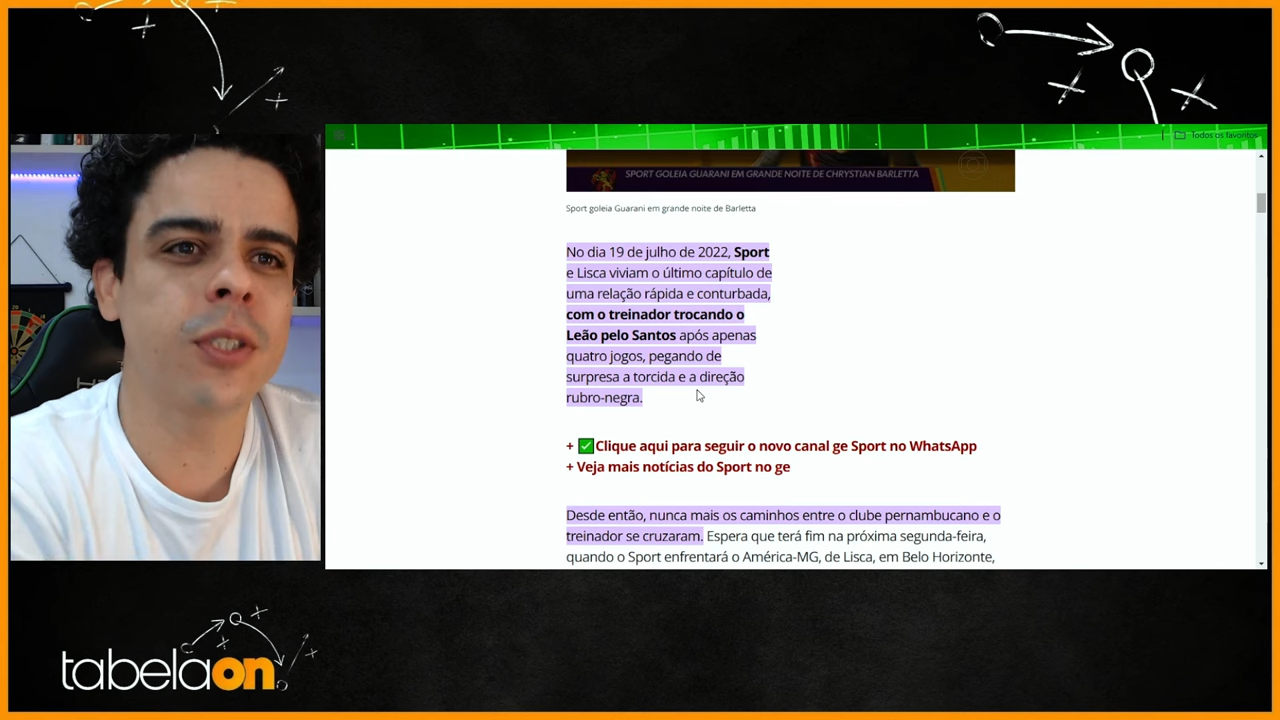 Todos os favoritos
SPORT GOLEIA GUARANI EM GRANDE NOITE DE CHRYSTIAN BARLETTA
Sport goleia Guarani em grande noite de Barletta
No dia 19 de julho de 2022, Sport
e Lisca viviam o último capítulo de
uma relação rápida e conturbada,
com o treinador trocando o
Leão pelo Santos após apenas
quatro jogos, pegando de
surpresa a torcida e a direção
rubro-negra.
+ ✅Clique aqui para seguir o novo canal ge Sport no WhatsApp
+ Veja mais notícias do Sport no ge
Desde então, nunca mais os caminhos entre o clube pernambucano e o
treinador se cruzaram. Espera que terá fim na próxima segunda-feira,
quando o Sport enfrentará o América-MG, de Lisca, em Belo Horizonte,
tabelaon